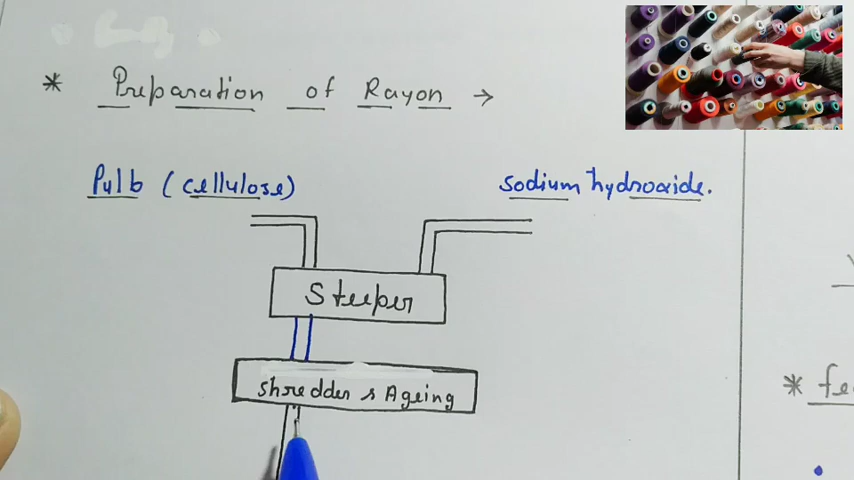 * Preparation of Rayon →
Pulb (cellulose)
sodium hydroxide.
Steeper
Shredder & Ageing